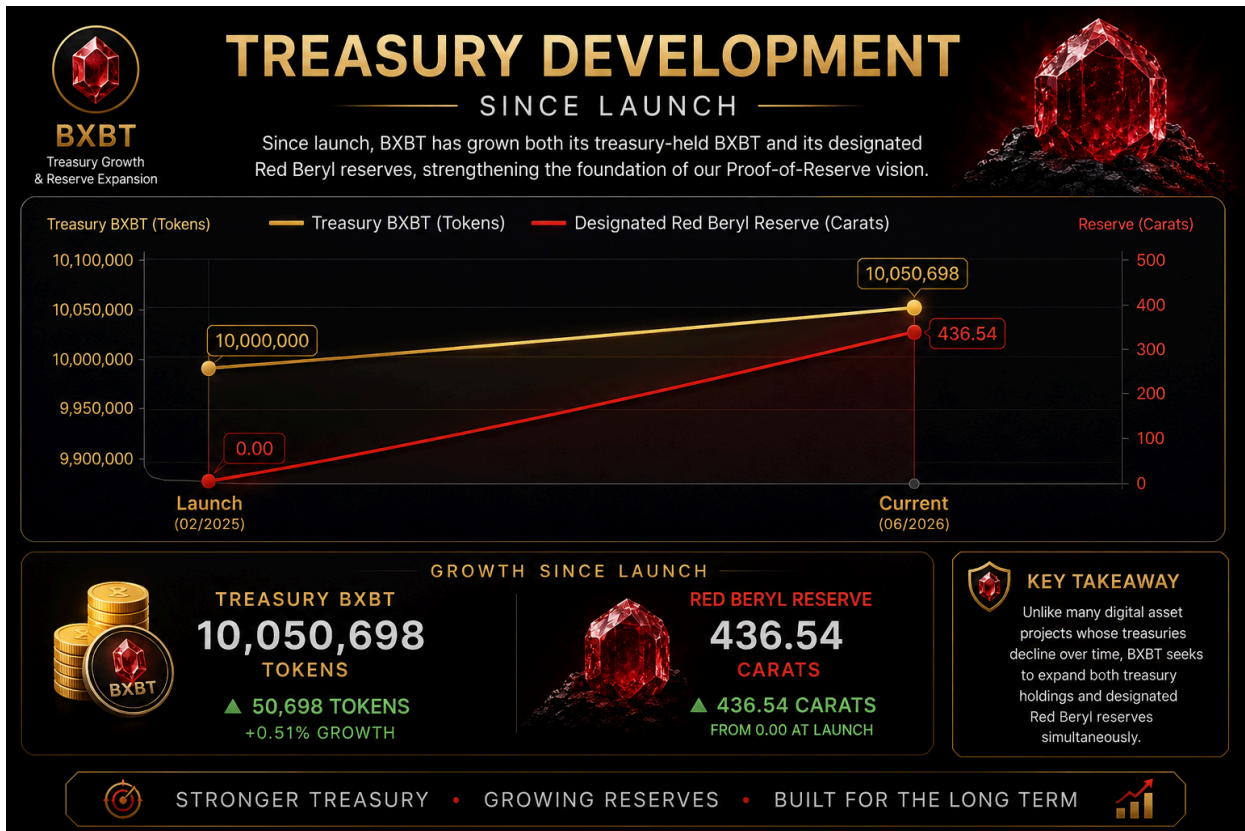 BXBT
Treasury Growth
& Reserve Expansion
TREASURY DEVELOPMENT
SINCE LAUNCH
Since launch, BXBT has grown both its treasury-held BXBT and its designated
Red Beryl reserves, strengthening the foundation of our Proof-of-Reserve vision.
Treasury BXBT (Tokens)
Treasury BXBT (Tokens)
Designated Red Beryl Reserve (Carats)
Reserve (Carats)
10,100,000
10,050,000
10,000,000
9,950,000
9,900,000
10,000,000
0.00
10,050,698
436.54
500
400
300
200
100
0
Launch
(02/2025)
Current
(06/2026)
GROWTH SINCE LAUNCH
BXBT
TREASURY BXBT
10,050,698
TOKENS
▲ 50,698 TOKENS
+0.51% GROWTH
RED BERYL RESERVE
436.54
CARATS
▲ 436.54 CARATS
FROM 0.00 AT LAUNCH
KEY TAKEAWAY
Unlike many digital asset
projects whose treasuries
decline over time, BXBT seeks
to expand both treasury
holdings and designated
Red Beryl reserves
simultaneously.
STRONGER TREASURY • GROWING RESERVES • BUILT FOR THE LONG TERM